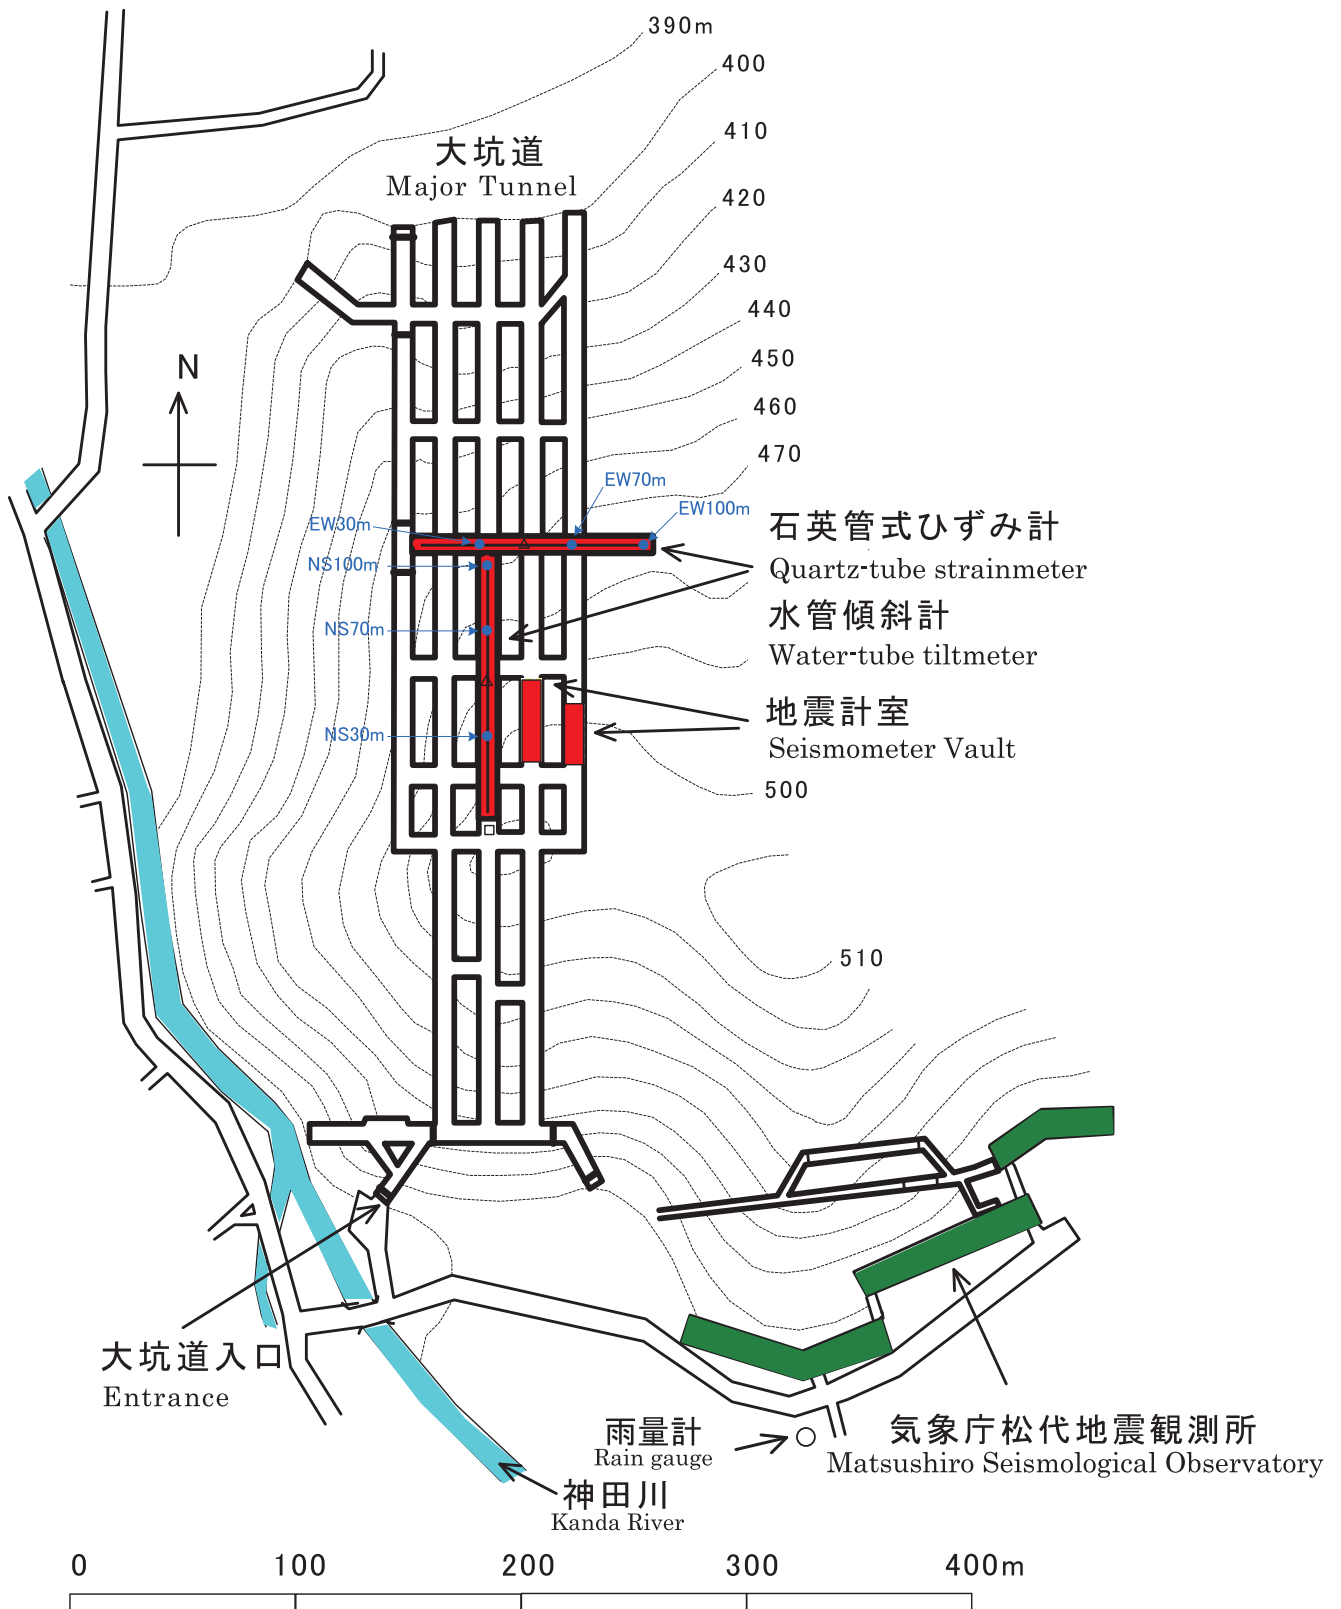 390m
400
410
大坑道
Major Tunnel
420
430
440
N
450
460
470
EW70m
EW100m
EW30m
石英管式ひずみ計
NS100m
Quartz-tube strainmeter
水管傾斜計
NS70m
Water-tube tiltmeter
地震計室
NS30m
Seismometer Vault
500
510
大坑道入口
Entrance
雨量計
Rain gauge
気象庁松代地震観測所
Matsushiro Seismological Observatory
神田川
Kanda River
0 100 200 300 400m